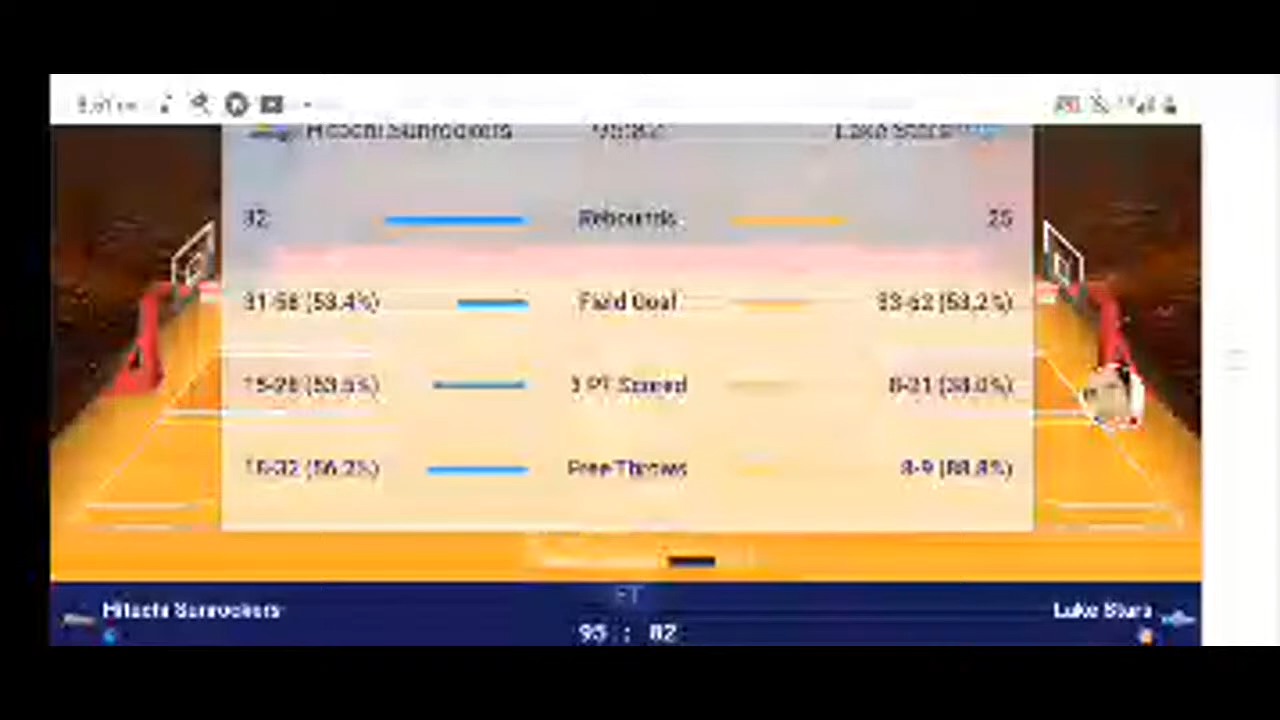 Hitachi Sunrockers 95:82 Lake Stars
32 Rebounds 25
31-58 (53.4%) Field Goal 33-62 (53.2%)
15-28 (53.5%) 3 PT Scored 8-21 (38.0%)
18-32 (56.2%) Free Throws 8-9 (88.8%)
FT
Hitachi Sunrockers 95 : 82 Lake Stars